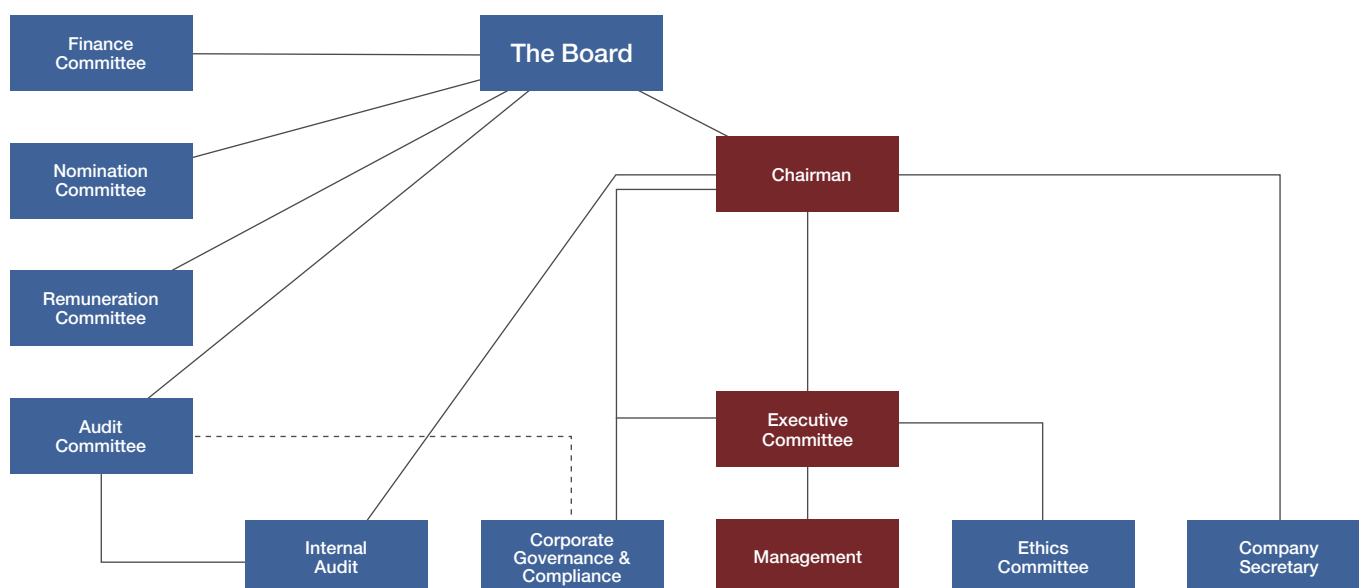 Finance
Committee
The Board
Nomination
Committee
Chairman
Remuneration
Committee
Audit
Committee
Executive
Committee
Internal
Audit
Corporate
Governance &
Compliance
Management
Ethics
Committee
Company
Secretary